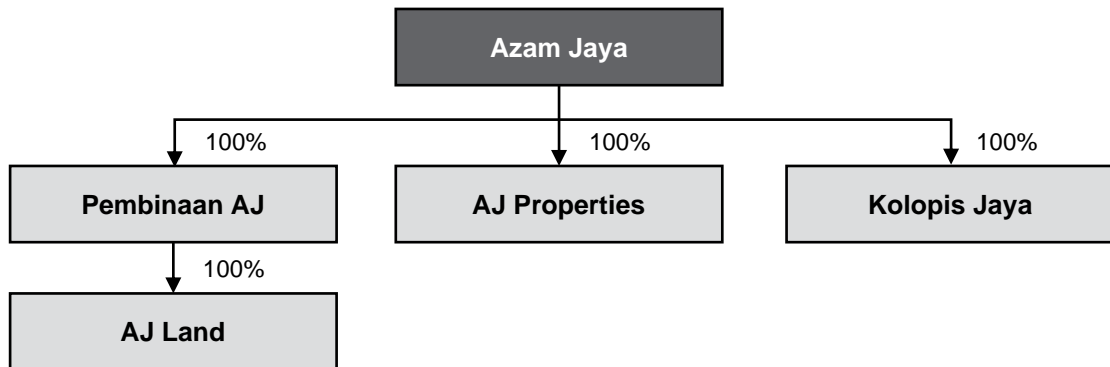 Azam Jaya
100%
100%
100%
Pembinaan AJ
AJ Properties
Kolopis Jaya
100%
AJ Land